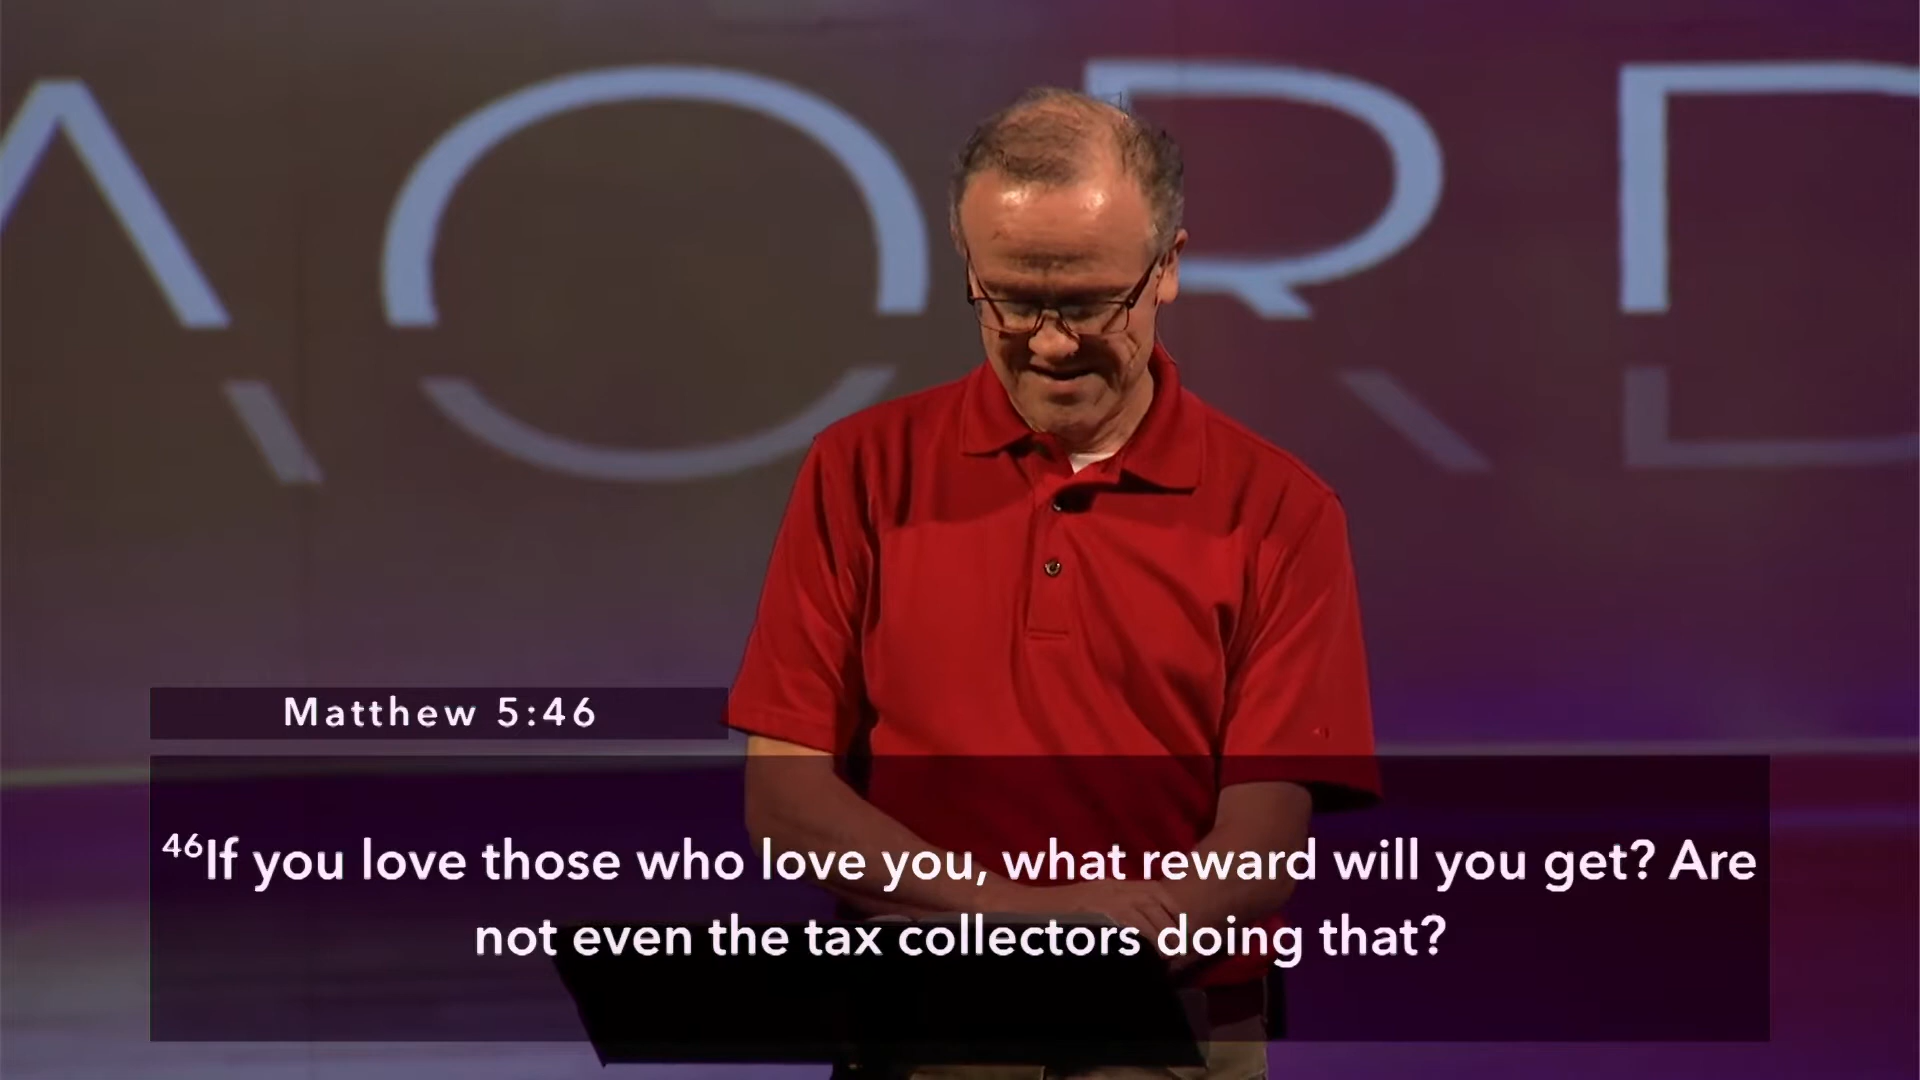 ORD
Matthew 5:46
46If you love those who love you, what reward will you get? Are
not even the tax collectors doing that?